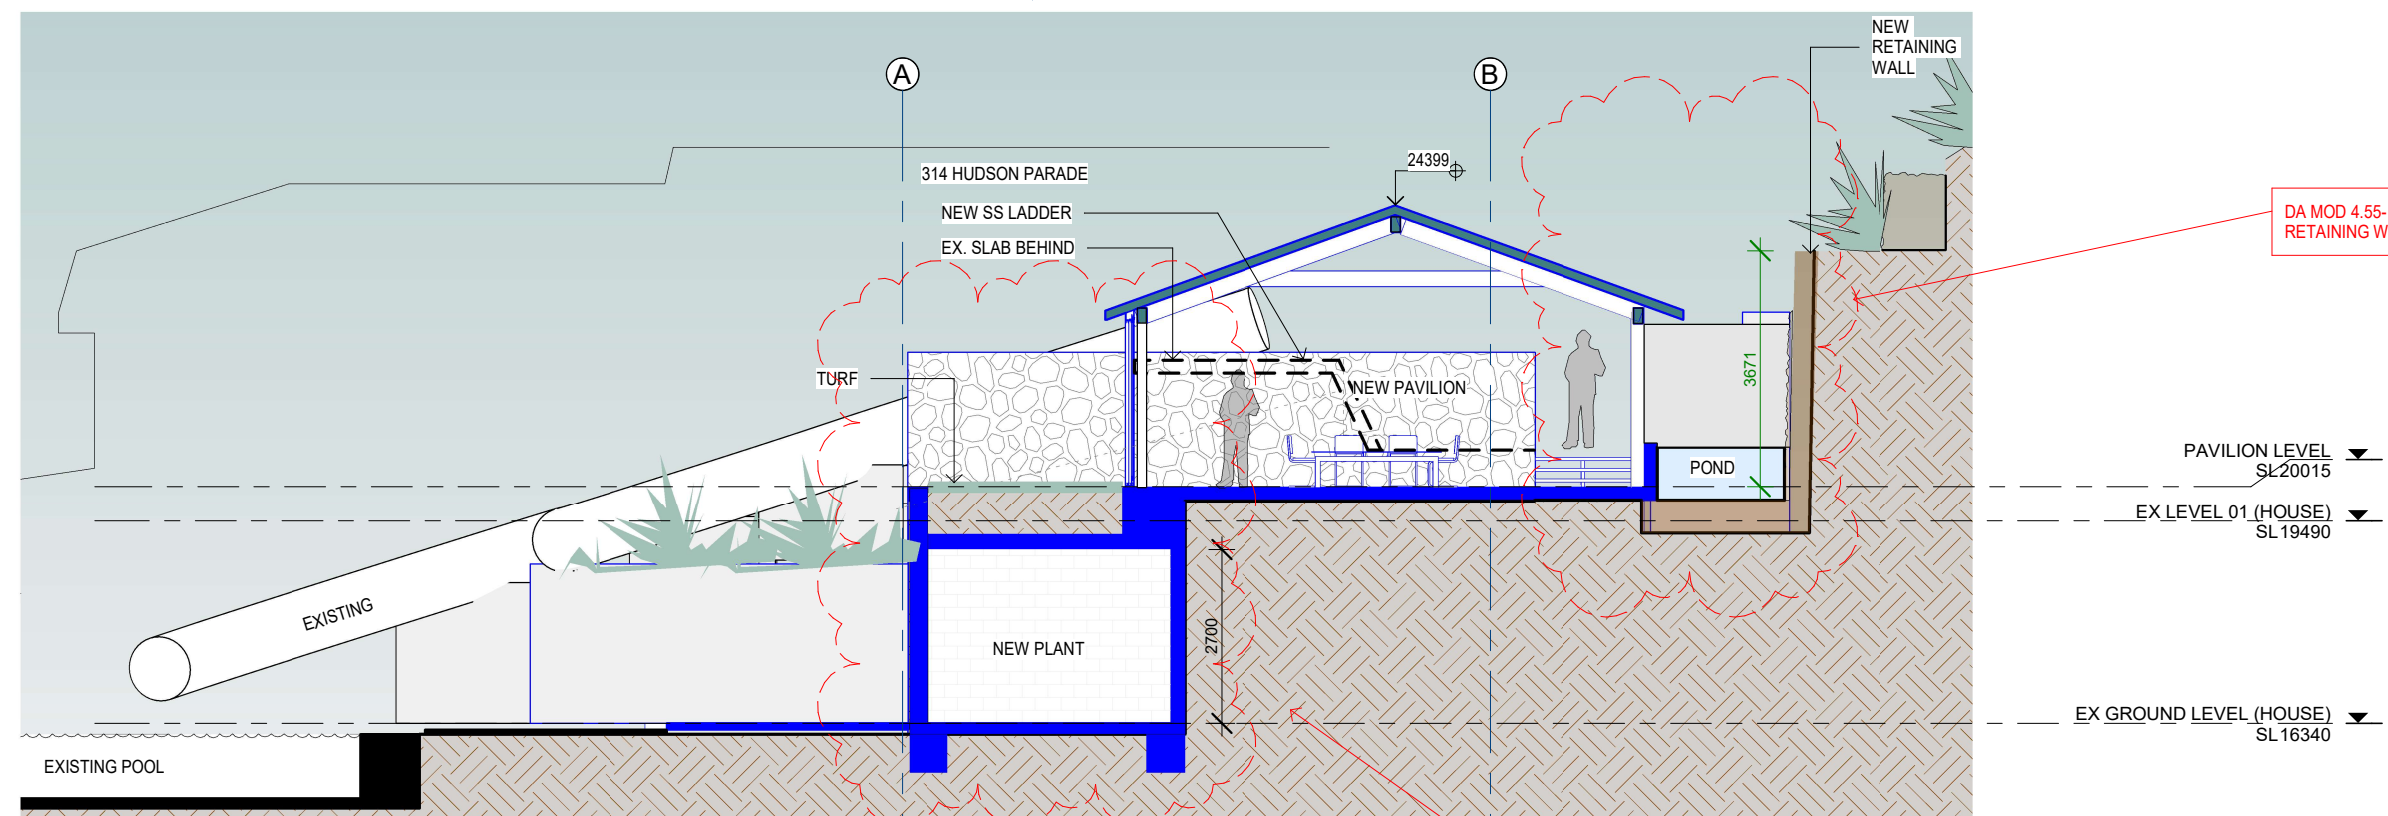 NEW
RETAINING
WALL
A
B
24399
314 HUDSON PARADE
NEW SS LADDER
EX. SLAB BEHIND
DA MOD 4.55-
RETAINING W
TURF
3671
NEW PAVILION
PAVILION LEVEL
SL20015
POND
EX LEVEL 01 (HOUSE)
SL19490
EXISTING
2700
NEW PLANT
EX GROUND LEVEL (HOUSE)
SL16340
EXISTING POOL